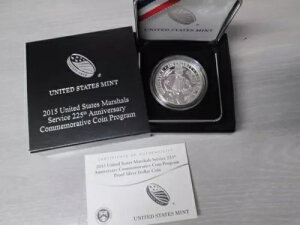 UNITED STATES MINT
2015 United States Marshals
Service 225th Anniversary
Commemorative Coin Program
UNITED STATES MINT
CERTIFICATE OF AUTHENTICITY
2015 United States Marshals Service 225th
Anniversary Commemorative Coin Program
Proof Silver Dollar Coin
UNITED STATES MINT